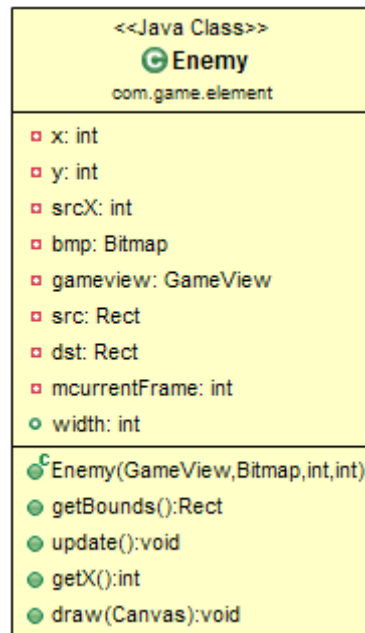 <<Java Class>>
C Enemy
com.game.element
x: int
y: int
srcX: int
bmp: Bitmap
gameview: GameView
src: Rect
dst: Rect
mcurrentFrame: int
width: int
C Enemy(GameView,Bitmap,int,int)
getBounds():Rect
update():void
getX():int
draw(Canvas):void